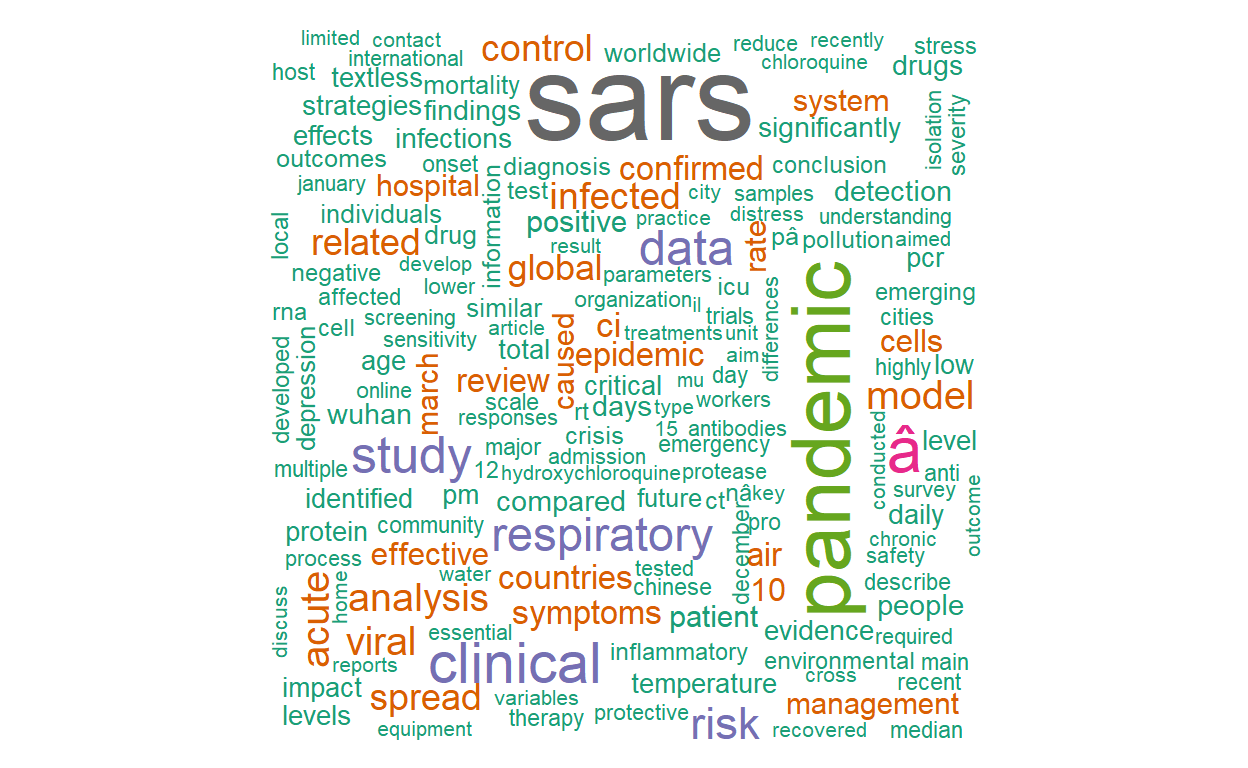 limited
contact
control
worldwide
reduce
recently
stress
international
chloroquine
drugs
host
textless
mortality
sars
system
strategies
findings
significantly
isolation
severity
effects
infections
outcomes
onset
diagnosis
confirmed
conclusion
january
hospital
information
test
infected
city
samples
detection
local
individuals
positive
practice
distress
understanding
related
drug
result
data
rate
pâ
pollution
aimed
negative
develop
global
parameters
pcr
affected
lower
icu
differences
pandemic
emerging
rna
cell
screening
similar
organization
il
trials
cities
sensitivity
article
caused
ci
treatments
unit
cells
developed
depression
age
total
epidemic
aim
highly
low
march
online
review
critical
mu
day
model
wuhan
scale
responses
rt
days
type
workers
study
major
crisis
15
antibodies
emergency
â
level
multiple
12
admission
hydroxychloroquine
protease
conducted
anti
identified
pm
compared
future
ct
nâ
key
survey
outcome
protein
community
respiratory
december
pro
daily
process
effective
air
chronic
safety
water
countries
tested
chinese
10
describe
discuss
home
acute
analysis
symptoms
patient
people
viral
essential
evidence
required
reports
clinical
inflammatory
environmental
main
impact
spread
variables
temperature
cross
recent
levels
therapy
protective
risk
management
equipment
recovered
median